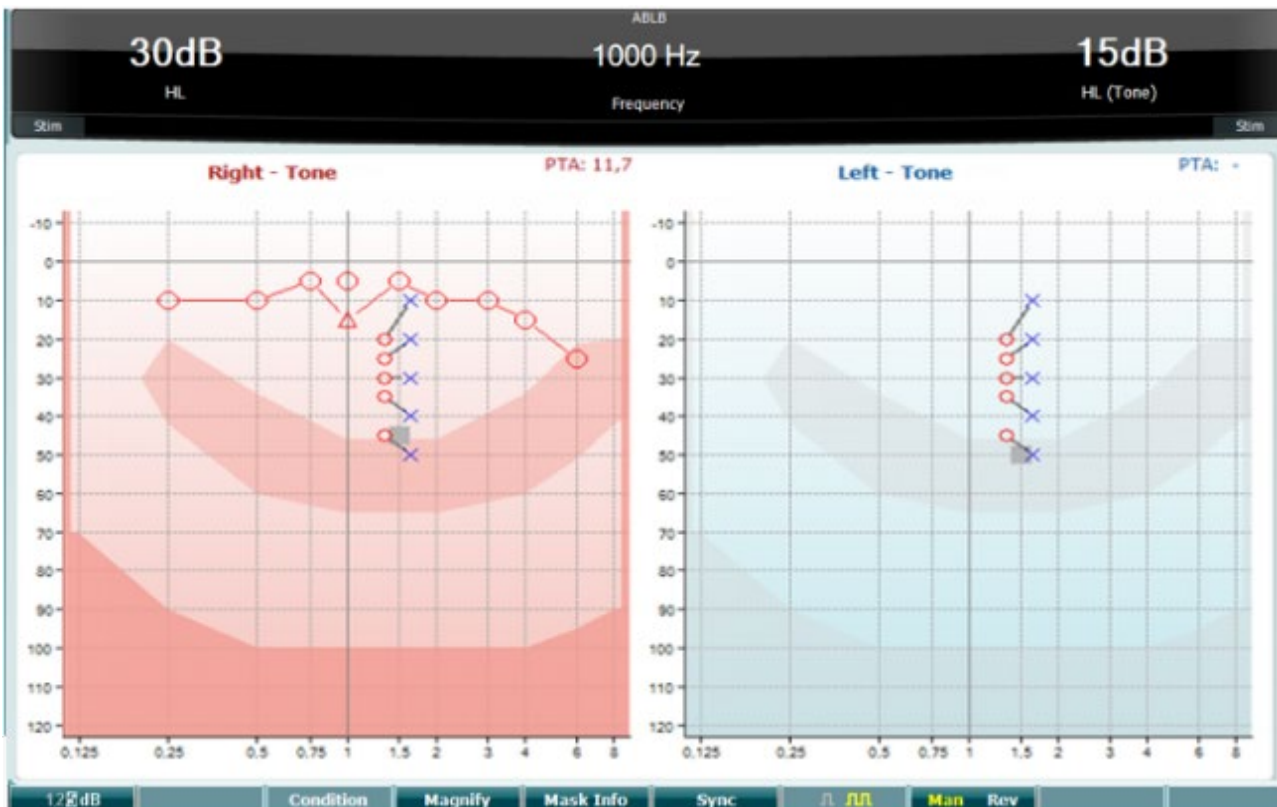 ABLB
30dB 1000 Hz 15dB
HL Frequency HL (Tone)
Stim Stim
Right - Tone PTA: 11,7 Left - Tone PTA: -
-10 -10
0 0
10 10
20 20
30 30
40 40
50 50
60 60
70 70
80 80
90 90
100 100
110 110
120 120
0.125 0.25 0.5 0.75 1 1.5 2 3 4 6 8 0.125 0.25 0.5 0.75 1 1.5 2 3 4 6 8
125dB Condition Magnify Mask Info Sync Man Rev